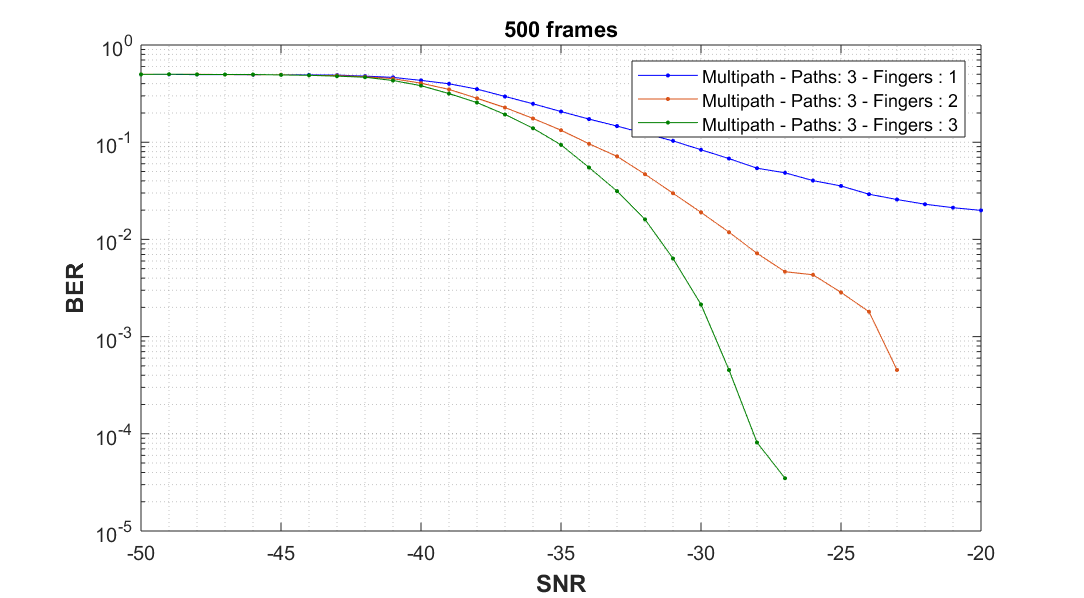 500 frames
10^0
10^-1
10^-2
10^-3
10^-4
10^-5
BER
Multipath - Paths: 3 - Fingers : 1
Multipath - Paths: 3 - Fingers : 2
Multipath - Paths: 3 - Fingers : 3
-50 -45 -40 -35 -30 -25 -20
SNR